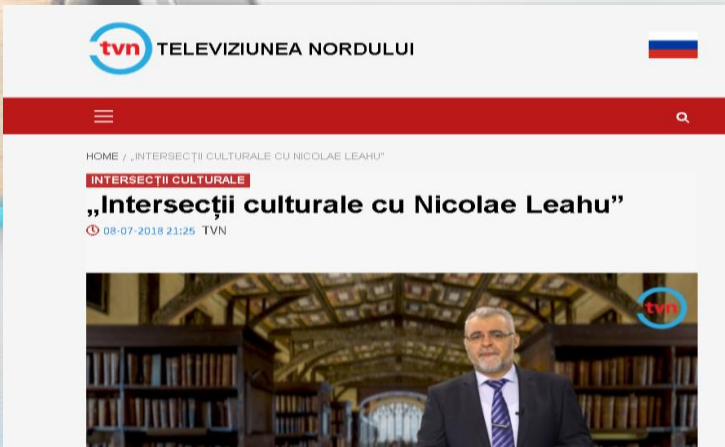 tvn TELEVIZIUNEA NORDULUI
HOME / „INTERSECȚII CULTURALE CU NICOLAE LEAHU”
INTERSECȚII CULTURALE
„Intersecții culturale cu Nicolae Leahu”
08-07-2018 21:25 TVN
tvn